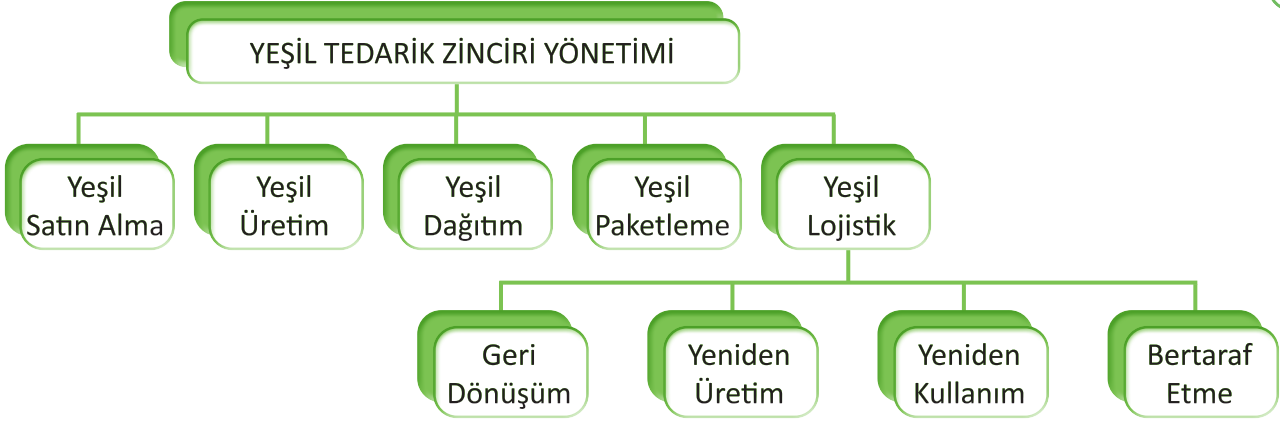 YEŞİL TEDARİK ZİNCİRİ YÖNETİMİ
Yeşil
Satın Alma
Yeşil
Üretim
Yeşil
Dağıtım
Yeşil
Paketleme
Yeşil
Lojistik
Geri
Dönüşüm
Yeniden
Üretim
Yeniden
Kullanım
Bertaraf
Etme